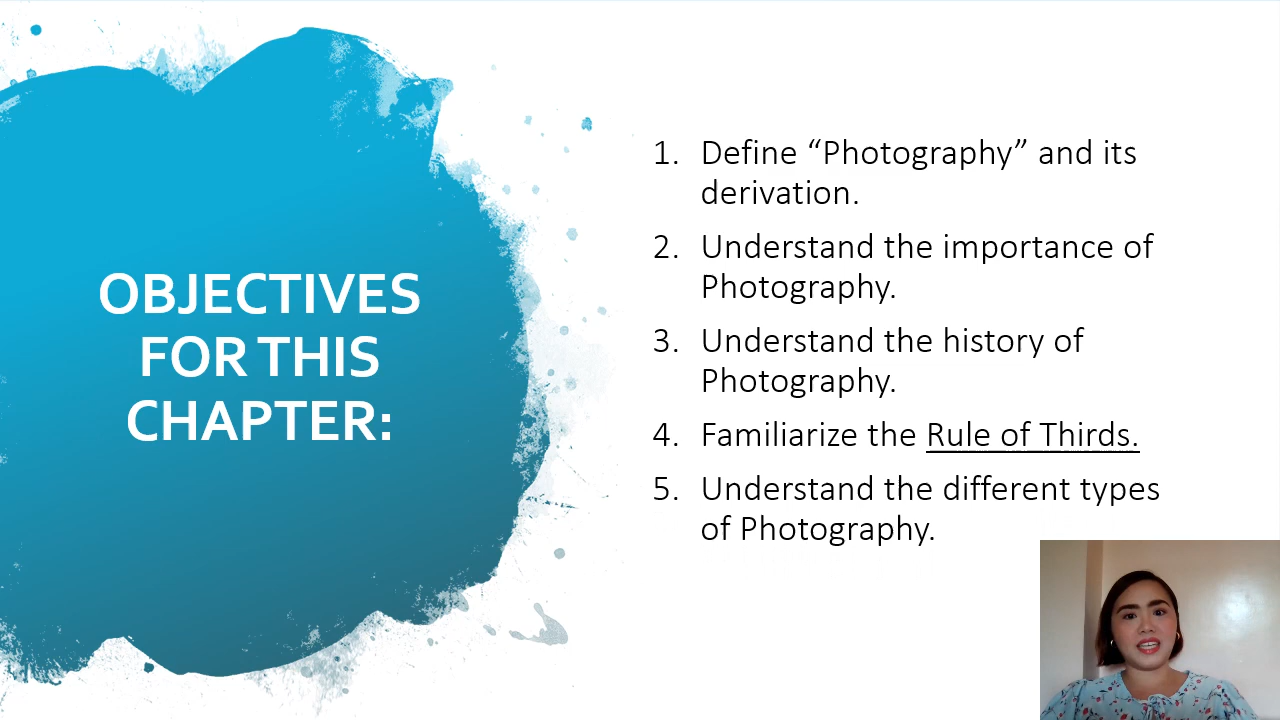 OBJECTIVES
FOR THIS
CHAPTER:
1. Define “Photography” and its
derivation.
2. Understand the importance of
Photography.
3. Understand the history of
Photography.
4. Familiarize the Rule of Thirds.
5. Understand the different types
of Photography.